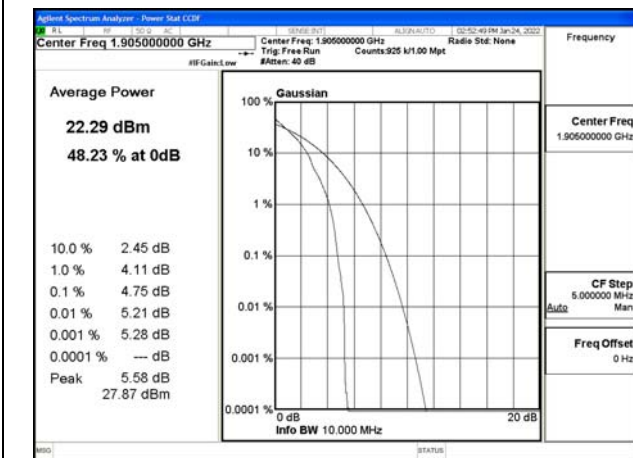 Agilent Spectrum Analyzer - Power Stat CCDF
RL RF 50 Ω AC SENSE:INT ALIGN AUTO 02:52:49 PM Jan 24, 2022
Center Freq 1.905000000 GHz
Center Freq: 1.905000000 GHz
Radio Std: None
Trig: Free Run Counts:925 k/1.00 Mpt
#IFGain:Low #Atten: 40 dB
Frequency
Average Power
22.29 dBm
48.23 % at 0dB
10.0 % 2.45 dB
1.0 % 4.11 dB
0.1 % 4.75 dB
0.01 % 5.21 dB
0.001 % 5.28 dB
0.0001 % --- dB
Peak 5.58 dB
27.87 dBm
Gaussian
100 %
10 %
1 %
0.1 %
0.01 %
0.001 %
0.0001 %
0 dB 20 dB
Info BW 10.000 MHz
Center Freq
1.905000000 GHz
CF Step
5.000000 MHz
Auto Man
Freq Offset
0 Hz
MSG STATUS